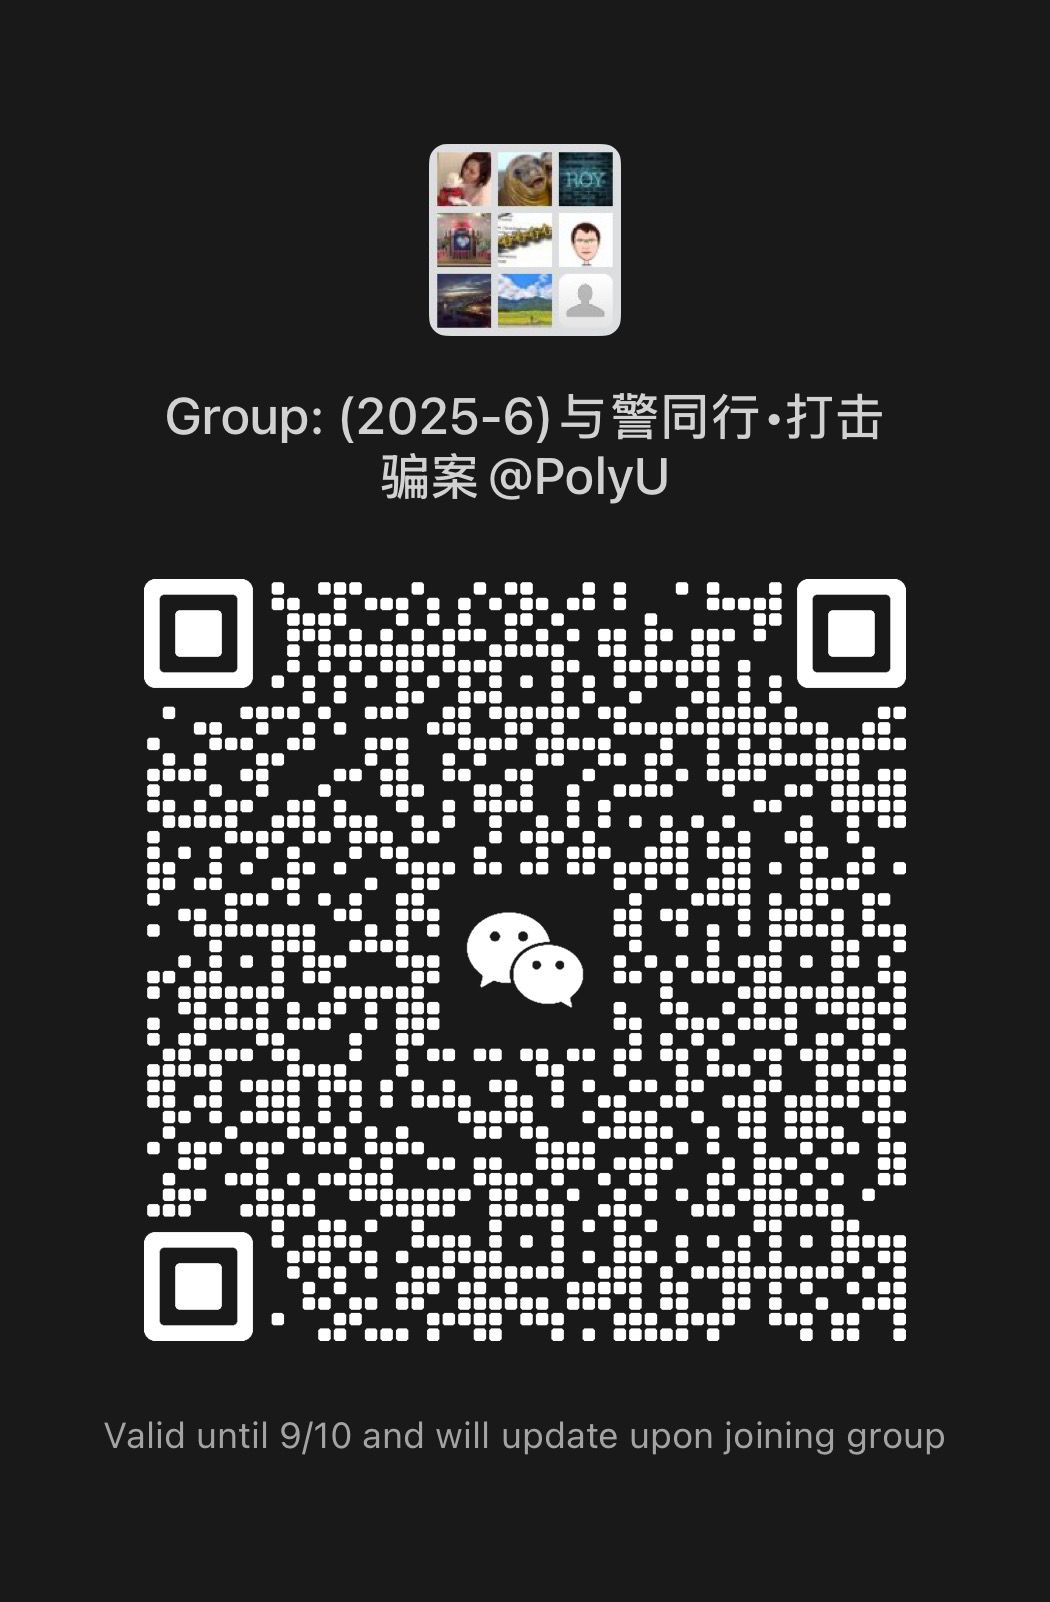 ROY
Group: (2025-6)与警同行·打击
骗案@PolyU
Valid until 9/10 and will update upon joining group